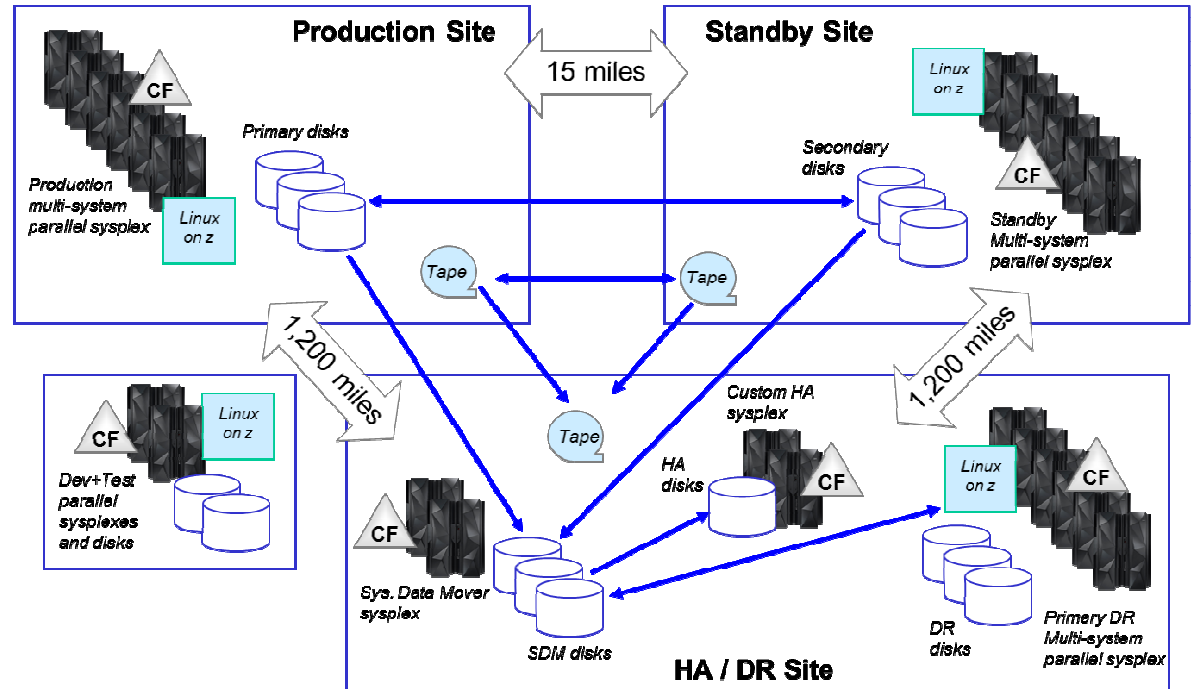 Production Site
Standby Site
15 miles
CF
Primary disks
Production
multi-system
parallel sysplex
Linux
on z
Tape
Linux
on z
Secondary
disks
CF
Standby
Multi-system
parallel sysplex
Tape
1,200 miles
1,200 miles
CF
Linux
on z
Dev+Test
parallel
sysplexes
and disks
Tape
Custom HA
sysplex
HA
disks
CF
CF
Sys. Data Mover
sysplex
SDM disks
Linux
on z
CF
DR
disks
Primary DR
Multi-system
parallel sysplex
HA / DR Site